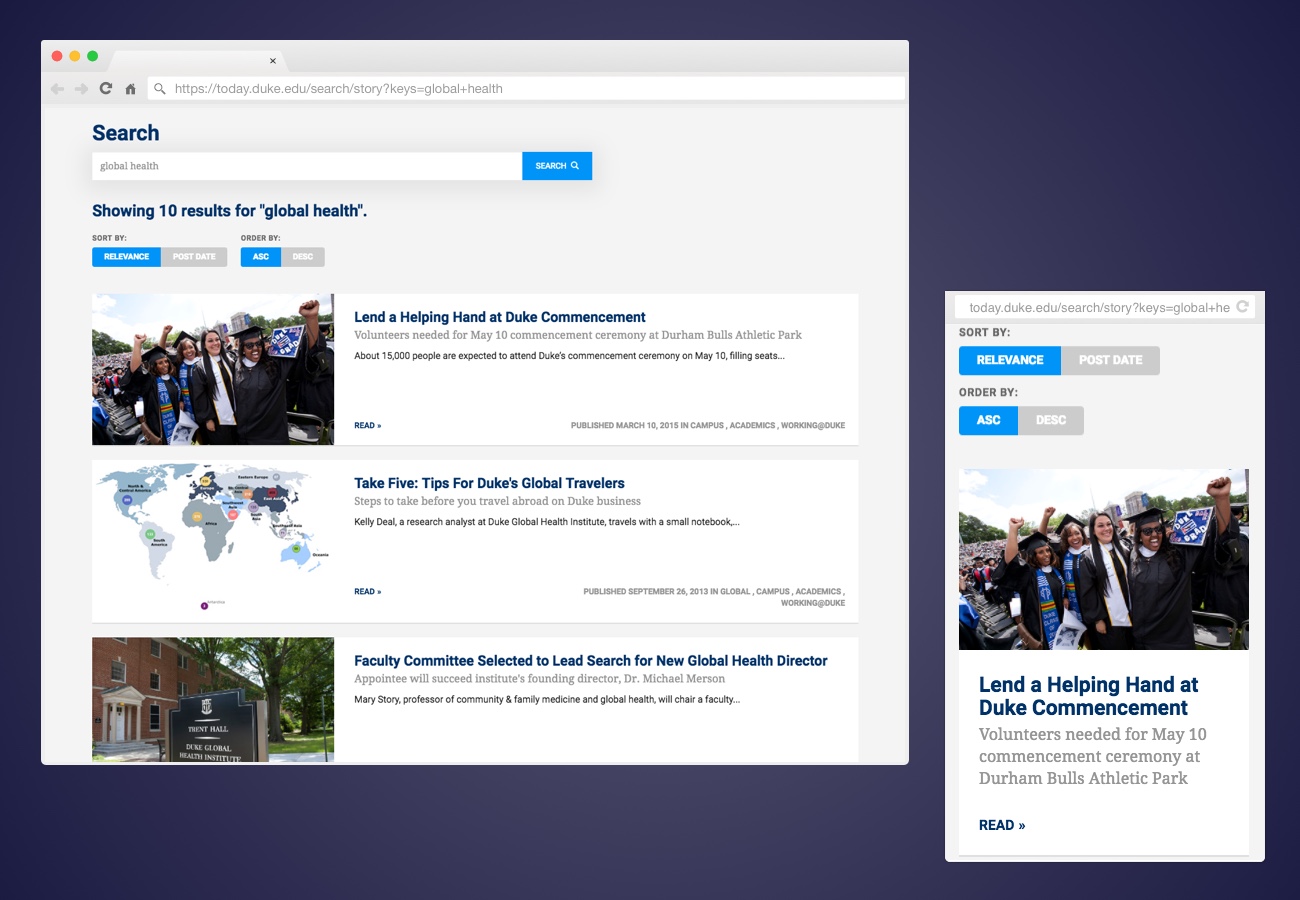 https://today.duke.edu/search/story?keys=global+health
Search
global health
SEARCH
Showing 10 results for "global health".
SORT BY:
ORDER BY:
RELEVANCE
POST DATE
ASC
DESC
Lend a Helping Hand at Duke Commencement
Volunteers needed for May 10 commencement ceremony at Durham Bulls Athletic Park
About 15,000 people are expected to attend Duke's commencement ceremony on May 10, filling seats...
READ »
PUBLISHED MARCH 10, 2015 IN CAMPUS , ACADEMICS , WORKING@DUKE
North &
Central America
Eastern Europe
East Asia
Africa
South
Asia
South
America
Oceania
Take Five: Tips For Duke's Global Travelers
Steps to take before you travel abroad on Duke business
Kelly Deal, a research analyst at Duke Global Health Institute, travels with a small notebook,...
READ »
PUBLISHED SEPTEMBER 26, 2013 IN GLOBAL , CAMPUS , ACADEMICS ,
WORKING@DUKE
TRENT HALL
DUKE GLOBAL
HEALTH INSTITUTE
Faculty Committee Selected to Lead Search for New Global Health Director
Appointee will succeed institute's founding director, Dr. Michael Merson
Mary Story, professor of community & family medicine and global health, will chair a faculty...
today.duke.edu/search/story?keys=global+he
SORT BY:
RELEVANCE
POST DATE
ORDER BY:
ASC
DESC
DUKE
GRAD
Lend a Helping Hand at
Duke Commencement
Volunteers needed for May 10
commencement ceremony at
Durham Bulls Athletic Park
READ »